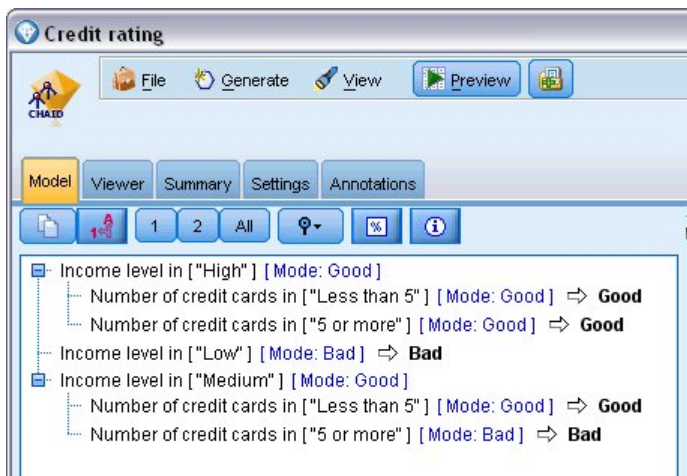 Credit rating
File Generate View Preview
CHAID
Model Viewer Summary Settings Annotations
1 A 1 2 All %
Income level in ["High"] [Mode: Good]
Number of credit cards in ["Less than 5"] [Mode: Good] ⇨ Good
Number of credit cards in ["5 or more"] [Mode: Good] ⇨ Good
Income level in ["Low"] [Mode: Bad] ⇨ Bad
Income level in ["Medium"] [Mode: Good]
Number of credit cards in ["Less than 5"] [Mode: Good] ⇨ Good
Number of credit cards in ["5 or more"] [Mode: Bad] ⇨ Bad